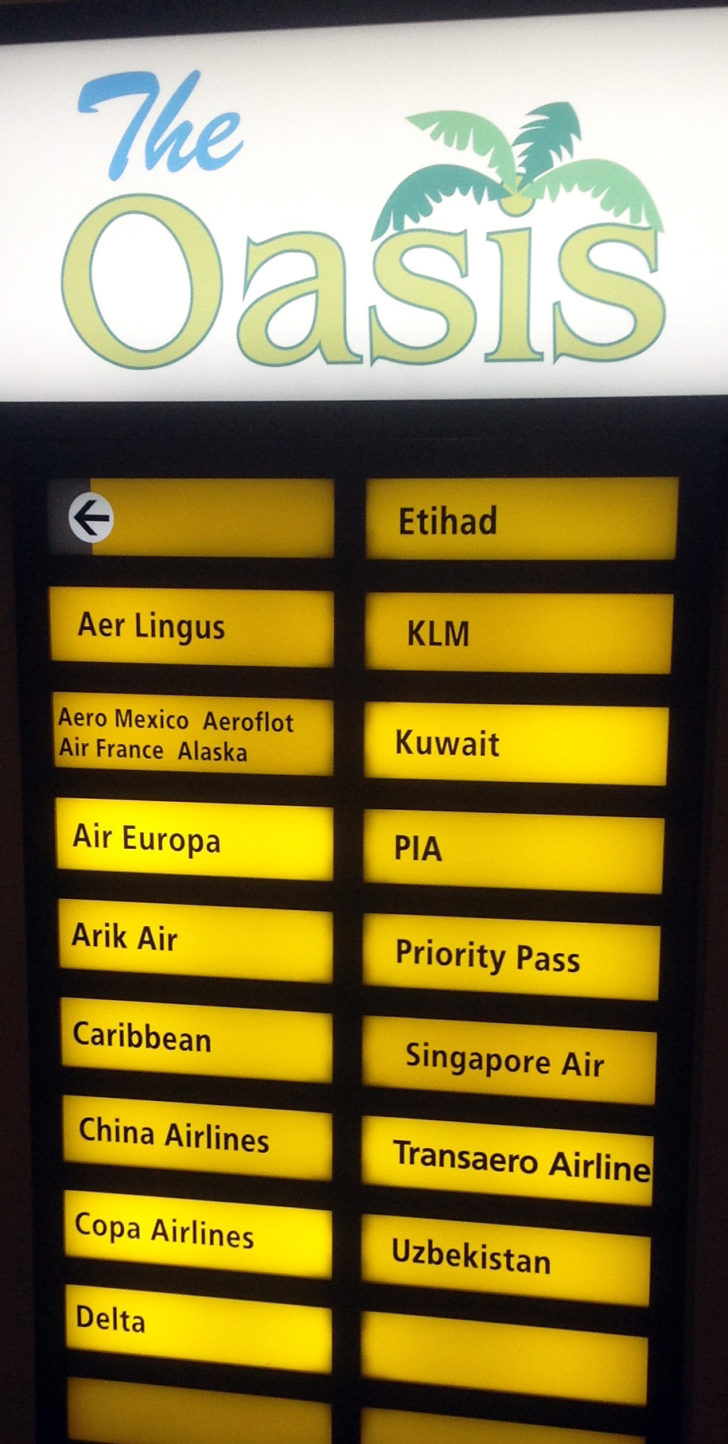 The
Oasis
Aer Lingus
Aero Mexico Aeroflot
Air France Alaska
Air Europa
Arik Air
Caribbean
China Airlines
Copa Airlines
Delta
Etihad
KLM
Kuwait
PIA
Priority Pass
Singapore Air
Transaero Airline
Uzbekistan